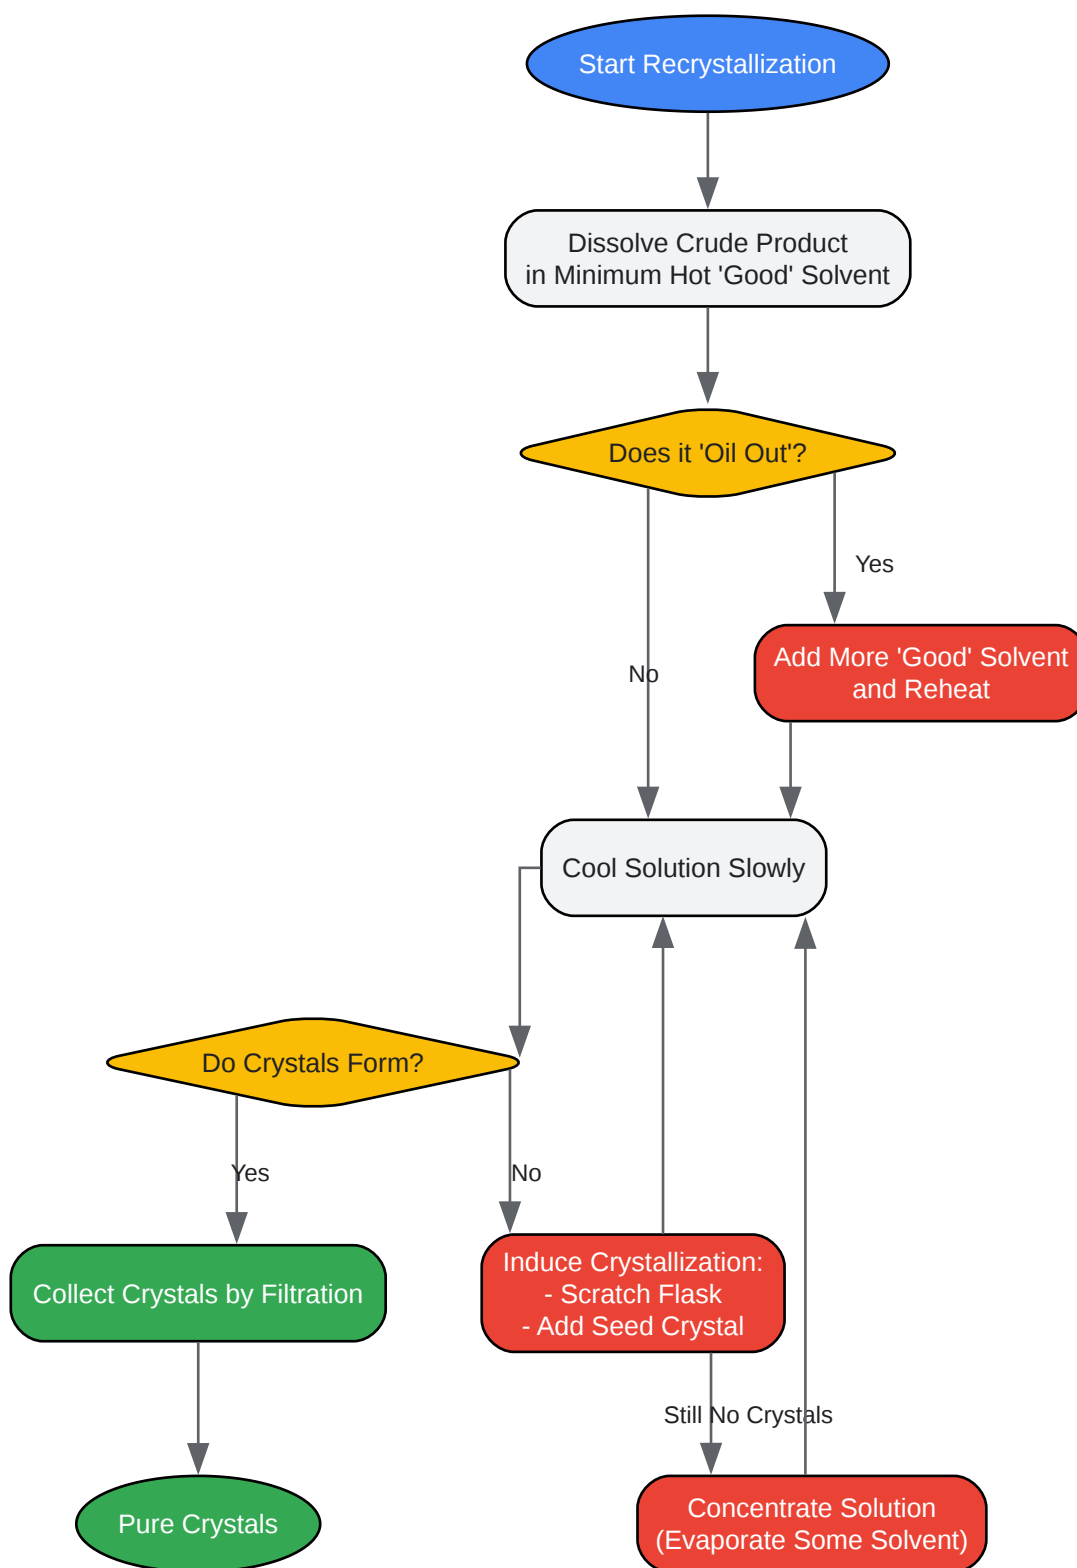 Start Recrystallization
Dissolve Crude Product
in Minimum Hot 'Good' Solvent
Does it 'Oil Out'?
Yes
Add More 'Good' Solvent
and Reheat
No
Cool Solution Slowly
Do Crystals Form?
Yes
No
Induce Crystallization:
- Scratch Flask
- Add Seed Crystal
Collect Crystals by Filtration
Still No Crystals
Pure Crystals
Concentrate Solution
(Evaporate Some Solvent)